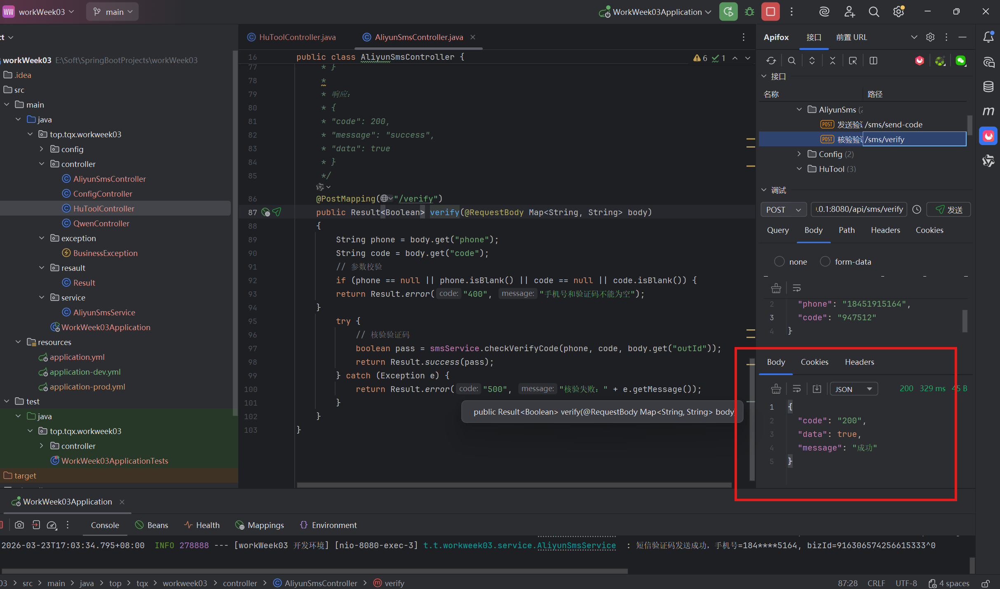 WW workWeek03 main
WorkWeek03Application
ct
workWeek03 E:\Soft\SpringBootProjects\workWeek03
.idea
src
main
java
top.tqx.workweek03
config
controller
AliyunSmsController
ConfigController
HuToolController
QwenController
exception
BusinessException
resault
Result
service
AliyunSmsService
WorkWeek03Application
resources
application.yml
application-dev.yml
application-prod.yml
test
java
top.tqx.workweek03
controller
WorkWeek03ApplicationTests
target
HuToolController.java AliyunSmsController.java
16 public class AliyunSmsController { 6 1
77 * }
78 *
79 * 响应：
80 * {
81 * "code": 200,
82 * "message": "success",
83 * "data": true
84 * }
85 */
86 @PostMapping("/verify")
87 public Result<Boolean> verify(@RequestBody Map<String, String> body)
88 {
89 String phone = body.get("phone");
90 String code = body.get("code");
91 // 参数校验
92 if (phone == null || phone.isBlank() || code == null || code.isBlank()) {
93 return Result.error( code: "400", message: "手机号和验证码不能为空");
94 }
95 try {
96 // 核验验证码
97 boolean pass = smsService.checkVerifyCode(phone, code, body.get("outId"));
98 return Result.success(pass);
99 } catch (Exception e) {
100 return Result.error( code: "500", message: "核验失败：" + e.getMessage());
101 }
102 }
103 }
public Result<Boolean> verify(@RequestBody Map<String, String> body)
Apifox 接口 前置 URL
接口
名称 路径
AliyunSms
POST 发送验 /sms/send-code
POST 核验验 /sms/verify
Config (2)
HuTool (3)
调试
POST .0.1:8080/api/sms/verify 发送
Query Body Path Headers Cookies
none form-data
2 "phone": "18451915164",
3 "code": "947512"
4 }
Body Cookies Headers
JSON 200 329 ms 45 B
1 {
2 "code": "200",
3 "data": true,
4 "message": "成功"
5 }
WorkWeek03Application
Console Beans Health Mappings Environment
2026-03-23T17:03:34.795+08:00 INFO 278888 --- [workWeek03 开发环境] [nio-8080-exec-3] t.t.workweek03.service.AliyunSmsService : 短信验证码发送成功，手机号=184****5164, bizId=916306574256615333^0
03 > src > main > java > top > tqx > workweek03 > controller > AliyunSmsController > verify
87:28 CRLF UTF-8 4 spaces